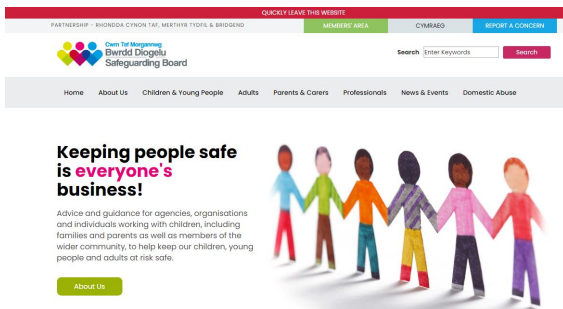 QUICKLY LEAVE THIS WEBSITE
PARTNERSHIP - RHONDDA CYNON TAF, MERTHYR TYDFIL & BRIDGEND
MEMBERS' AREA
CYMRAEG
REPORT A CONCERN
Cwm Taf Morgannwg
Bwrdd Diogelu
Safeguarding Board
Search Enter Keywords Search
Home About Us Children & Young People Adults Parents & Carers Professionals News & Events Domestic Abuse
Keeping people safe
is everyone's
business!
Advice and guidance for agencies, organisations
and individuals working with children, including
families and parents as well as members of the
wider community, to help keep our children, young
people and adults at risk safe.
About Us